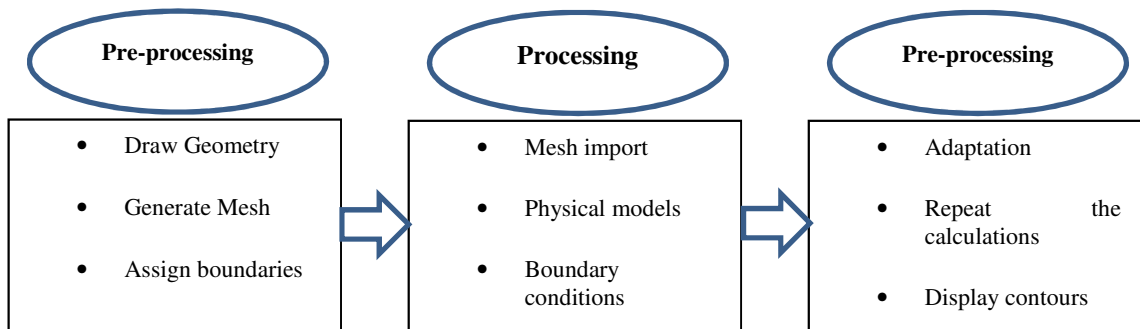 Pre-processing
• Draw Geometry
• Generate Mesh
• Assign boundaries
Processing
• Mesh import
• Physical models
• Boundary
conditions
Pre-processing
• Adaptation
• Repeat the
calculations
• Display contours